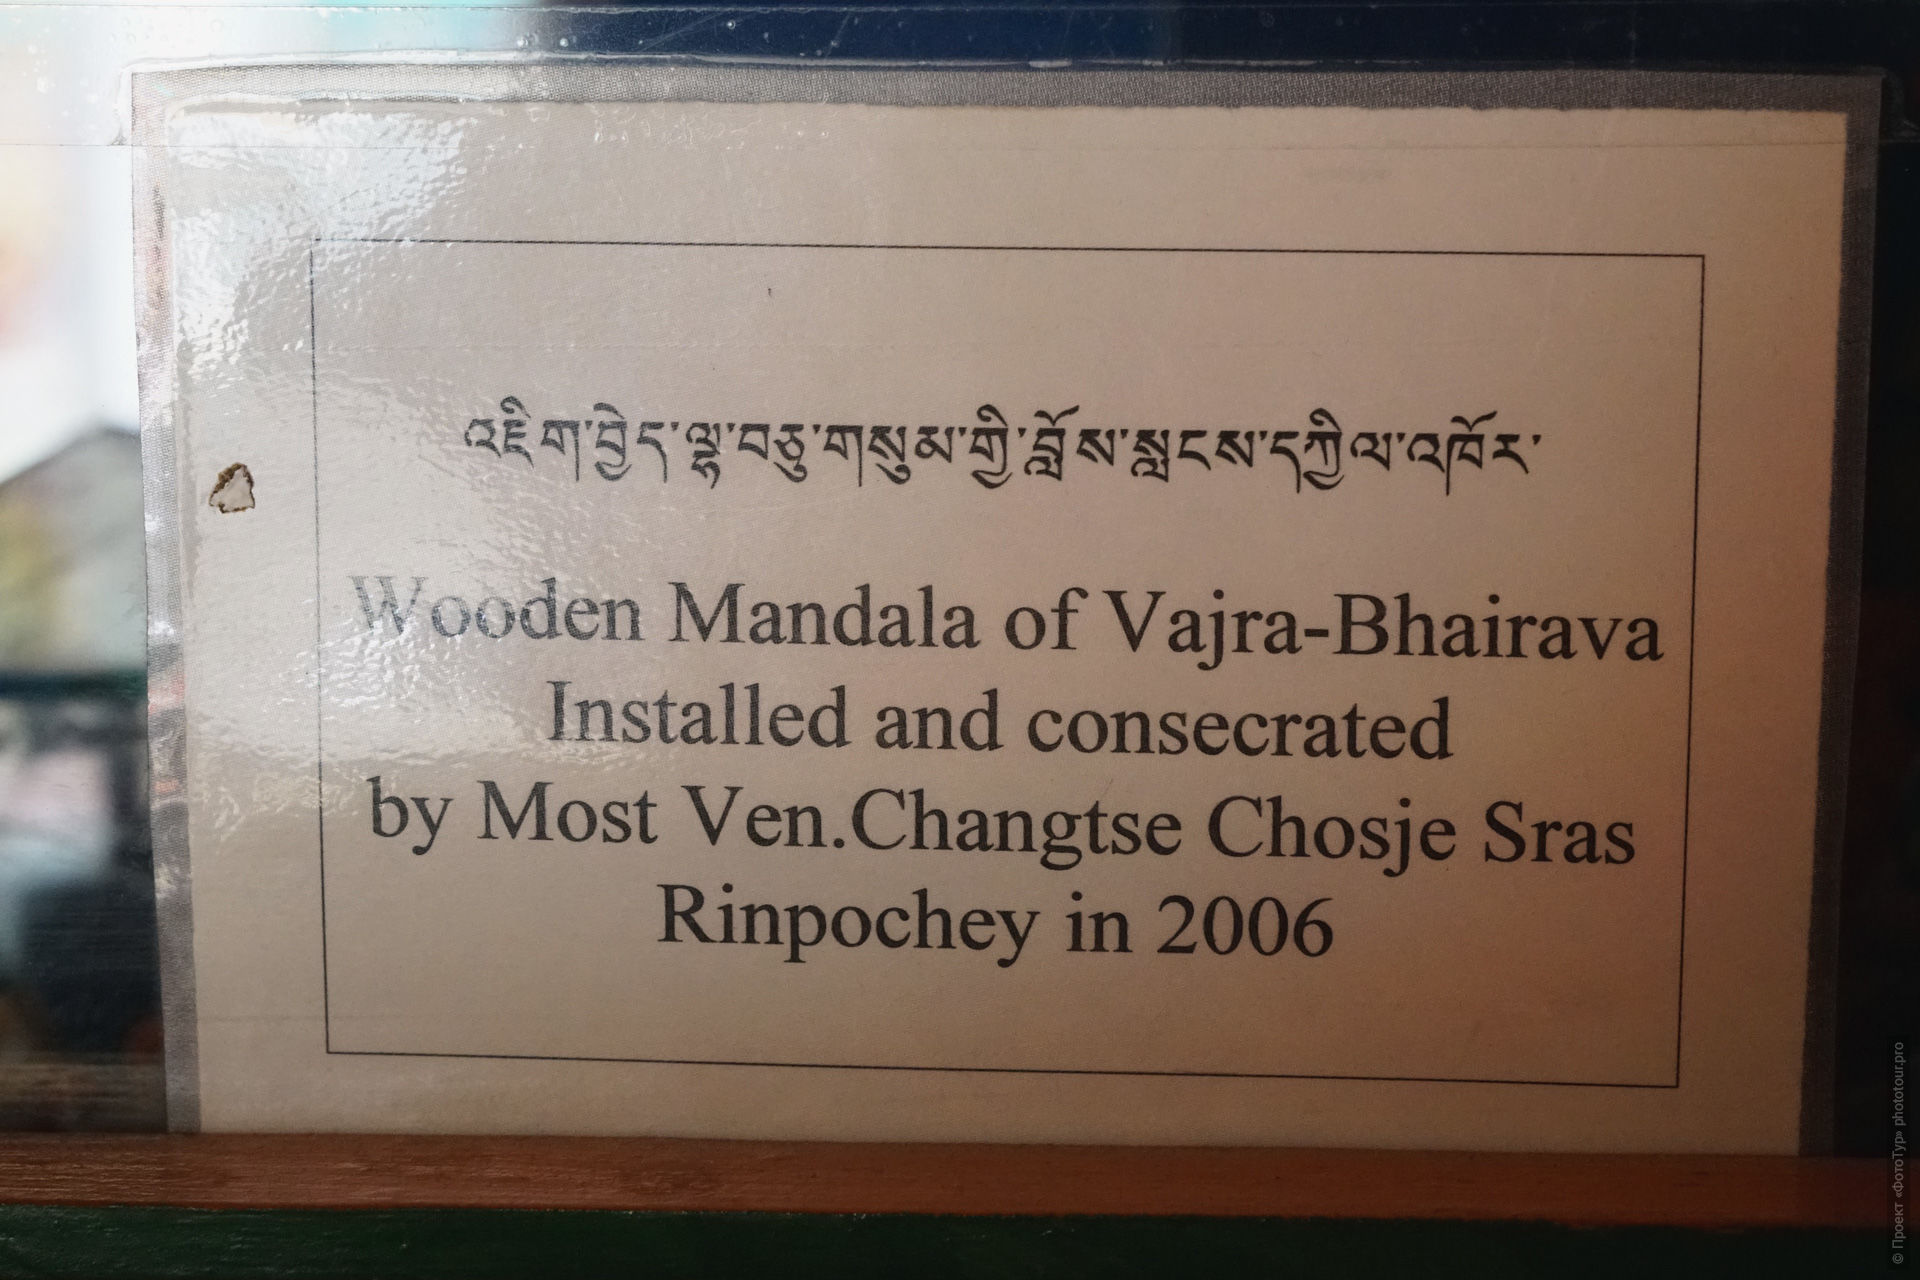 འཇིག་བྱེད་ལྷ་བཅུ་གསུམ་གྱི་བློས་སླངས་དཀྱིལ་འཁོར་
Wooden Mandala of Vajra-Bhairava
Installed and consecrated
by Most Ven.Changtse Chosje Sras
Rinpochey in 2006
© Проект «ФотоТур» phototour.pro